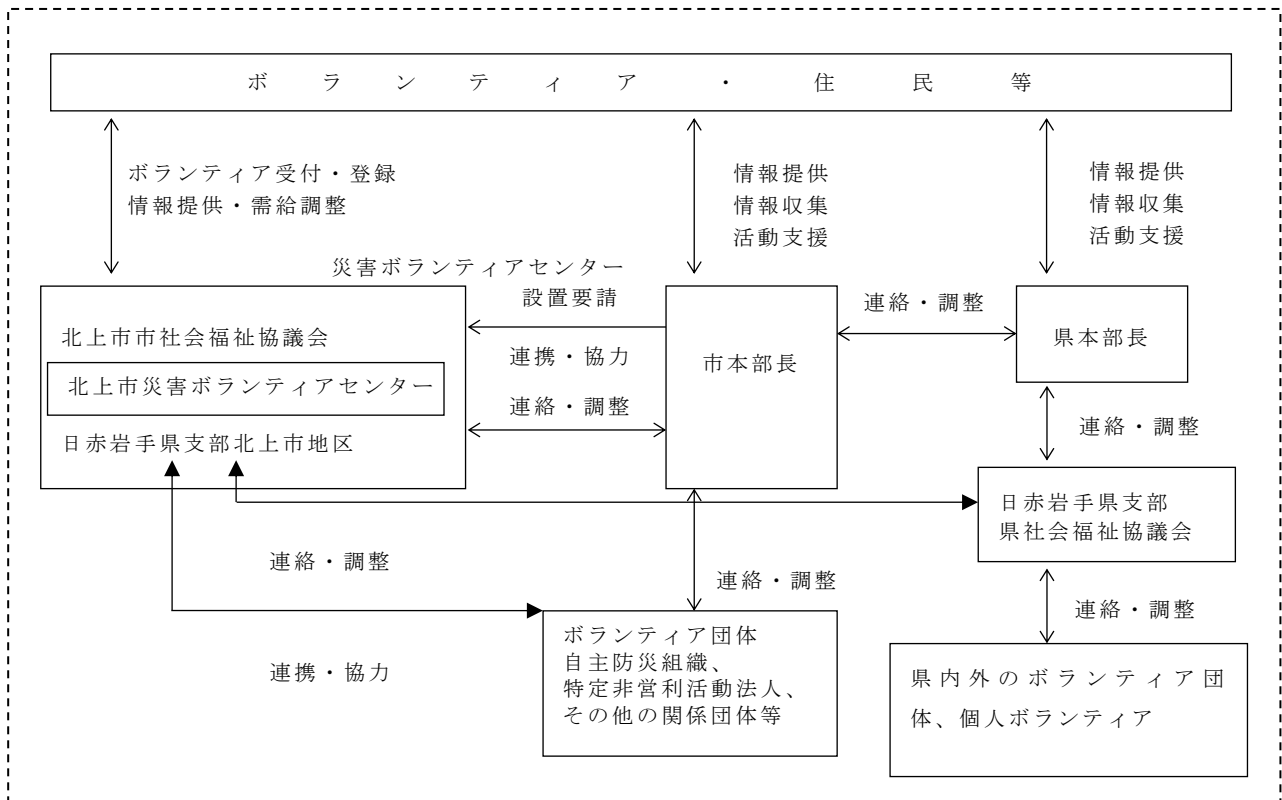 ボランティア・住民等
ボランティア受付・登録
情報提供・需給調整
情報提供
情報収集
活動支援
情報提供
情報収集
活動支援
災害ボランティアセンター
設置要請
連携・協力
連絡・調整
北上市市社会福祉協議会
北上市災害ボランティアセンター
日赤岩手県支部北上市地区
市本部長
連絡・調整
県本部長
連絡・調整
日赤岩手県支部
県社会福祉協議会
連絡・調整
連絡・調整
連絡・調整
連携・協力
ボランティア団体
自主防災組織、
特定非営利活動法人、
その他の関係団体等
県内外のボランティア団
体、個人ボランティア